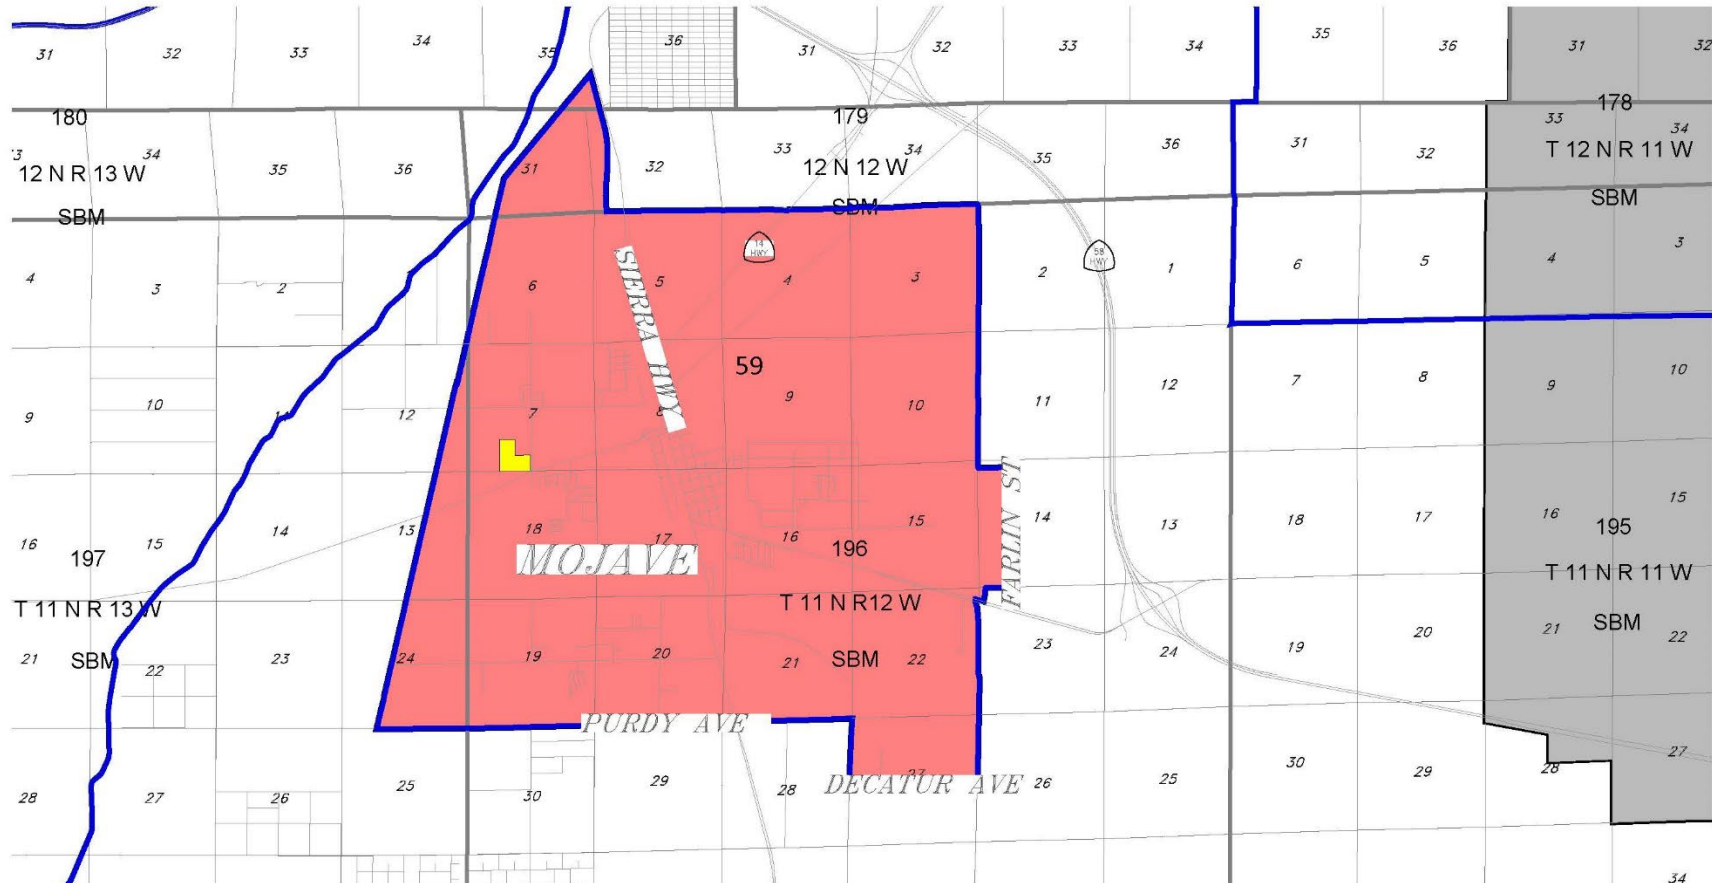 31 32 33 34 35 36 31 32 33 34 35 36 31 32
180 179 178
33 34
34 35 36 31 32 33 34 35 36 31 32
12 N R 13 W 12 N 12 W T 12 N R 11 W
SBM SBM SBM
14 HWY
58 HWY
4 3 2 6 5 4 3 2 1 6 5 4 3
SIERRA HWY
59
9 10 11 12 7 8 9 10 11 12 7 8 9 10
FARLIN ST
16 15 14 13 18 17 16 15 14 13 18 17 16 15
197 196 195
MOJAVE
T 11 N R 13 W T 11 N R12 W T 11 N R 11 W
SBM SBM SBM
21 22 23 24 19 20 21 22 23 24 19 20 21 22
PURDY AVE
28 27 26 25 30 29 28 27 26 25 30 29 28 27
DECATUR AVE
34